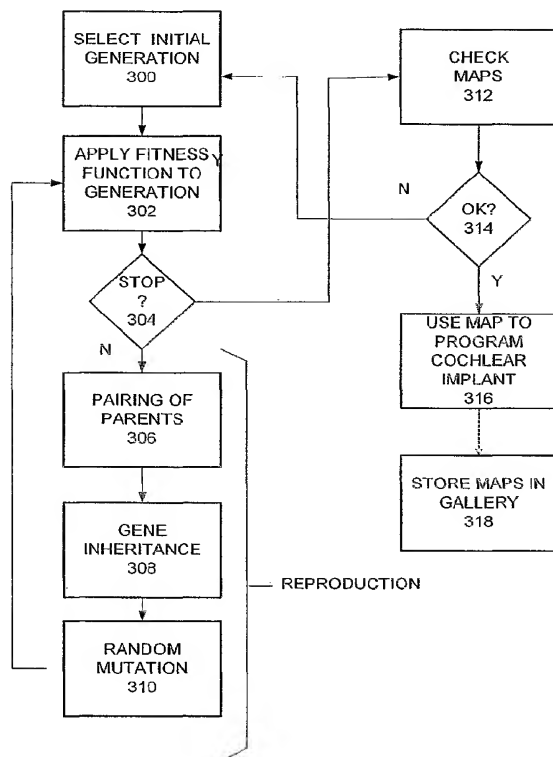 SELECT INITIAL
GENERATION
300
APPLY FITNESS
Y
FUNCTION TO
GENERATION
302
STOP
?
304
N
PAIRING OF
PARENTS
306
GENE
INHERITANCE
308
RANDOM
MUTATION
310
REPRODUCTION
CHECK
MAPS
312
N
OK?
314
Y
USE MAP TO
PROGRAM
COCHLEAR
IMPLANT
316
STORE MAPS IN
GALLERY
318